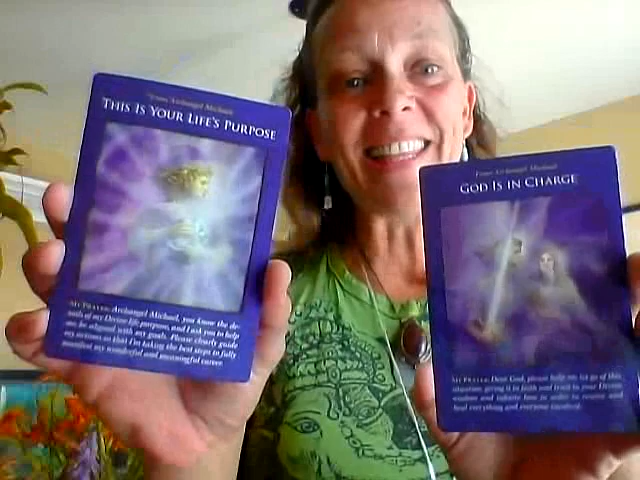 From Archangel Michael:
THIS IS YOUR LIFE'S PURPOSE
MY PRAYER: Archangel Michael, you know the de-
tails of my Divine life purpose, and I ask you to help
me be aligned with my goals. Please clearly guide
my actions so that I'm taking the best steps to fully
manifest my wonderful and meaningful career.
From Archangel Michael:
GOD IS IN CHARGE
MY PRAYER: Dear God, please help me let go of this
situation, giving it to faith and trust in your Divine
wisdom and infinite love in order to resolve and
heal everything and everyone involved.